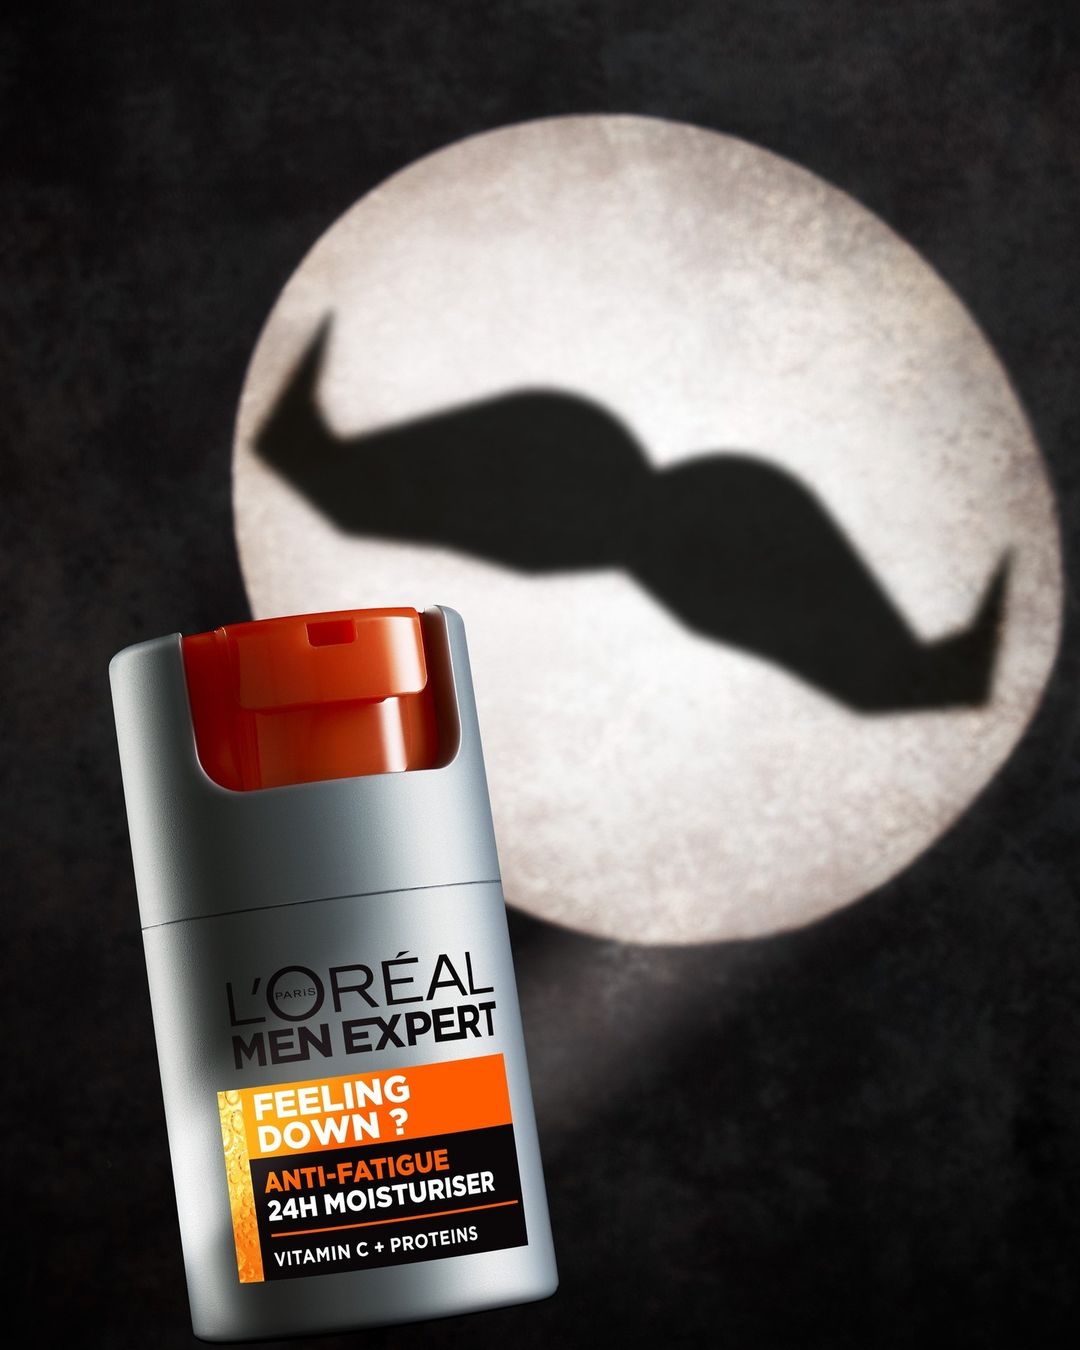 L'ORÉAL
PARIS
MEN EXPERT
FEELING
DOWN ?
ANTI-FATIGUE
24H MOISTURISER
VITAMIN C + PROTEINS